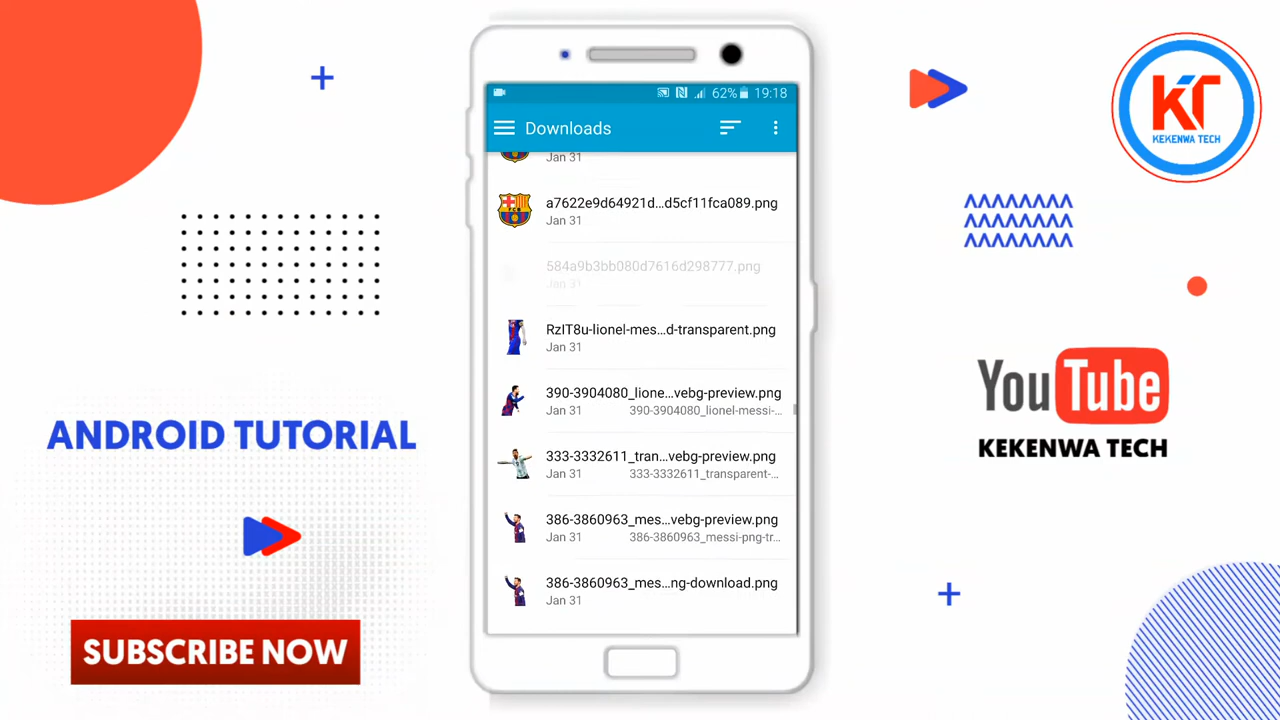 62% 19:18
Downloads
Jan 31
a7622e9d64921d...d5cf11fca089.png
Jan 31
584a9b3bb080d7616d298777.png
Jan 31
RzIT8u-lionel-mes...d-transparent.png
Jan 31
390-3904080_lione...vebg-preview.png
Jan 31 390-3904080_lionel-messi-...
333-3332611_tran...vebg-preview.png
Jan 31 333-3332611_transparent-...
386-3860963_mes...vebg-preview.png
Jan 31 386-3860963_messi-png-tr...
386-3860963_mes...ng-download.png
Jan 31
ANDROID TUTORIAL
SUBSCRIBE NOW
KT
KEKENWA TECH
YouTube
KEKENWA TECH